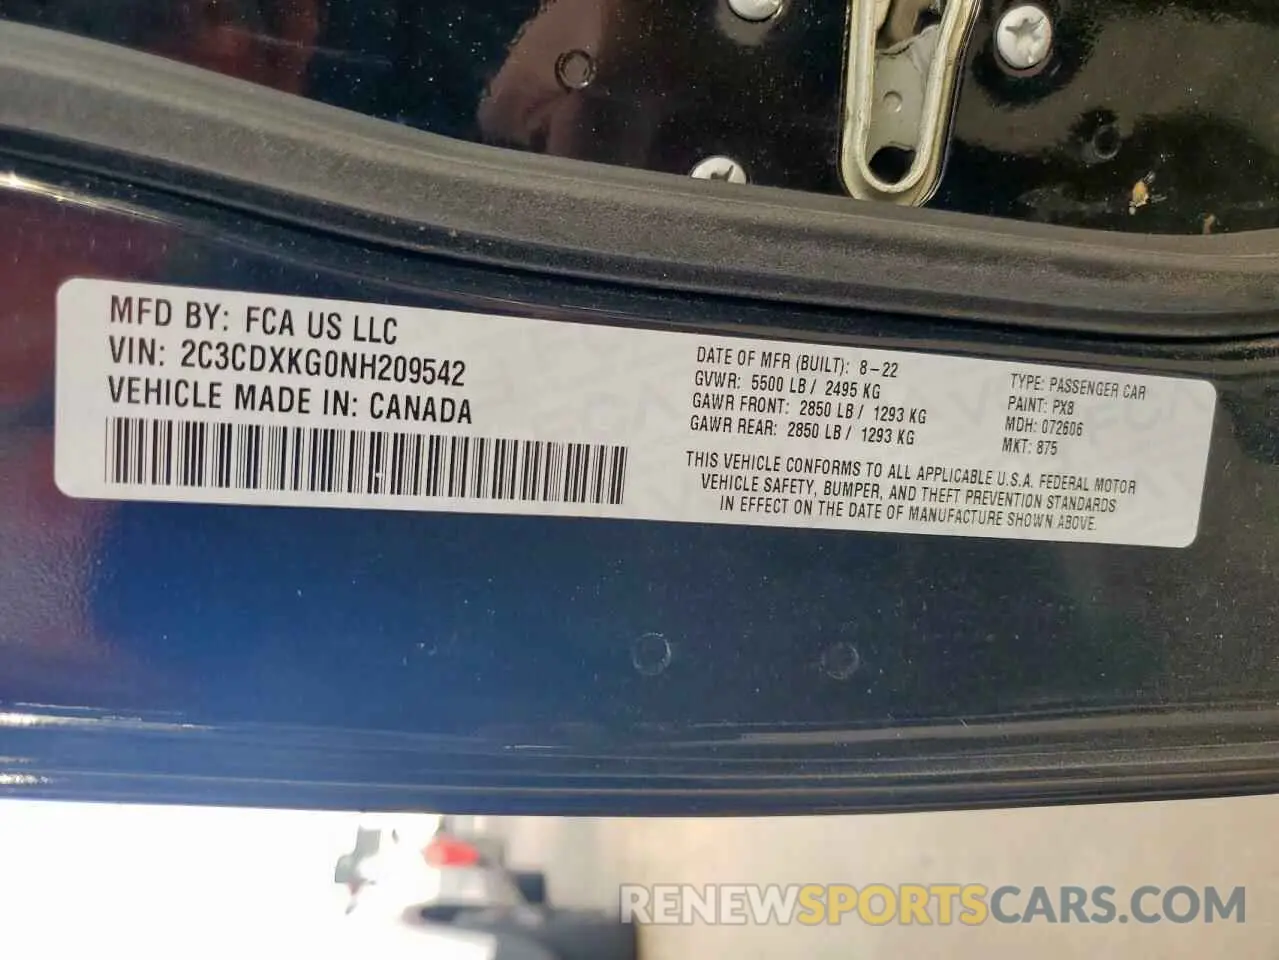 MFD BY: FCA US LLC
VIN: 2C3CDXKG0NH209542
VEHICLE MADE IN: CANADA
DATE OF MFR (BUILT): 8-22
GVWR: 5500 LB / 2495 KG
GAWR FRONT: 2850 LB / 1293 KG
GAWR REAR: 2850 LB / 1293 KG
TYPE: PASSENGER CAR
PAINT: PX8
MDH: 072606
MKT: 875
THIS VEHICLE CONFORMS TO ALL APPLICABLE U.S.A. FEDERAL MOTOR
VEHICLE SAFETY, BUMPER, AND THEFT PREVENTION STANDARDS
IN EFFECT ON THE DATE OF MANUFACTURE SHOWN ABOVE.
RENEWSPORTSCARS.COM